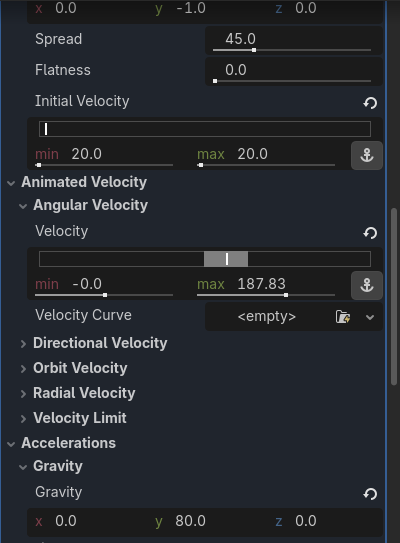 x 0.0 y -1.0 z 0.0
Spread 45.0
Flatness 0.0
Initial Velocity
min 20.0 max 20.0
Animated Velocity
Angular Velocity
Velocity
min -0.0 max 187.83
Velocity Curve <empty>
Directional Velocity
Orbit Velocity
Radial Velocity
Velocity Limit
Accelerations
Gravity
Gravity
x 0.0 y 80.0 z 0.0